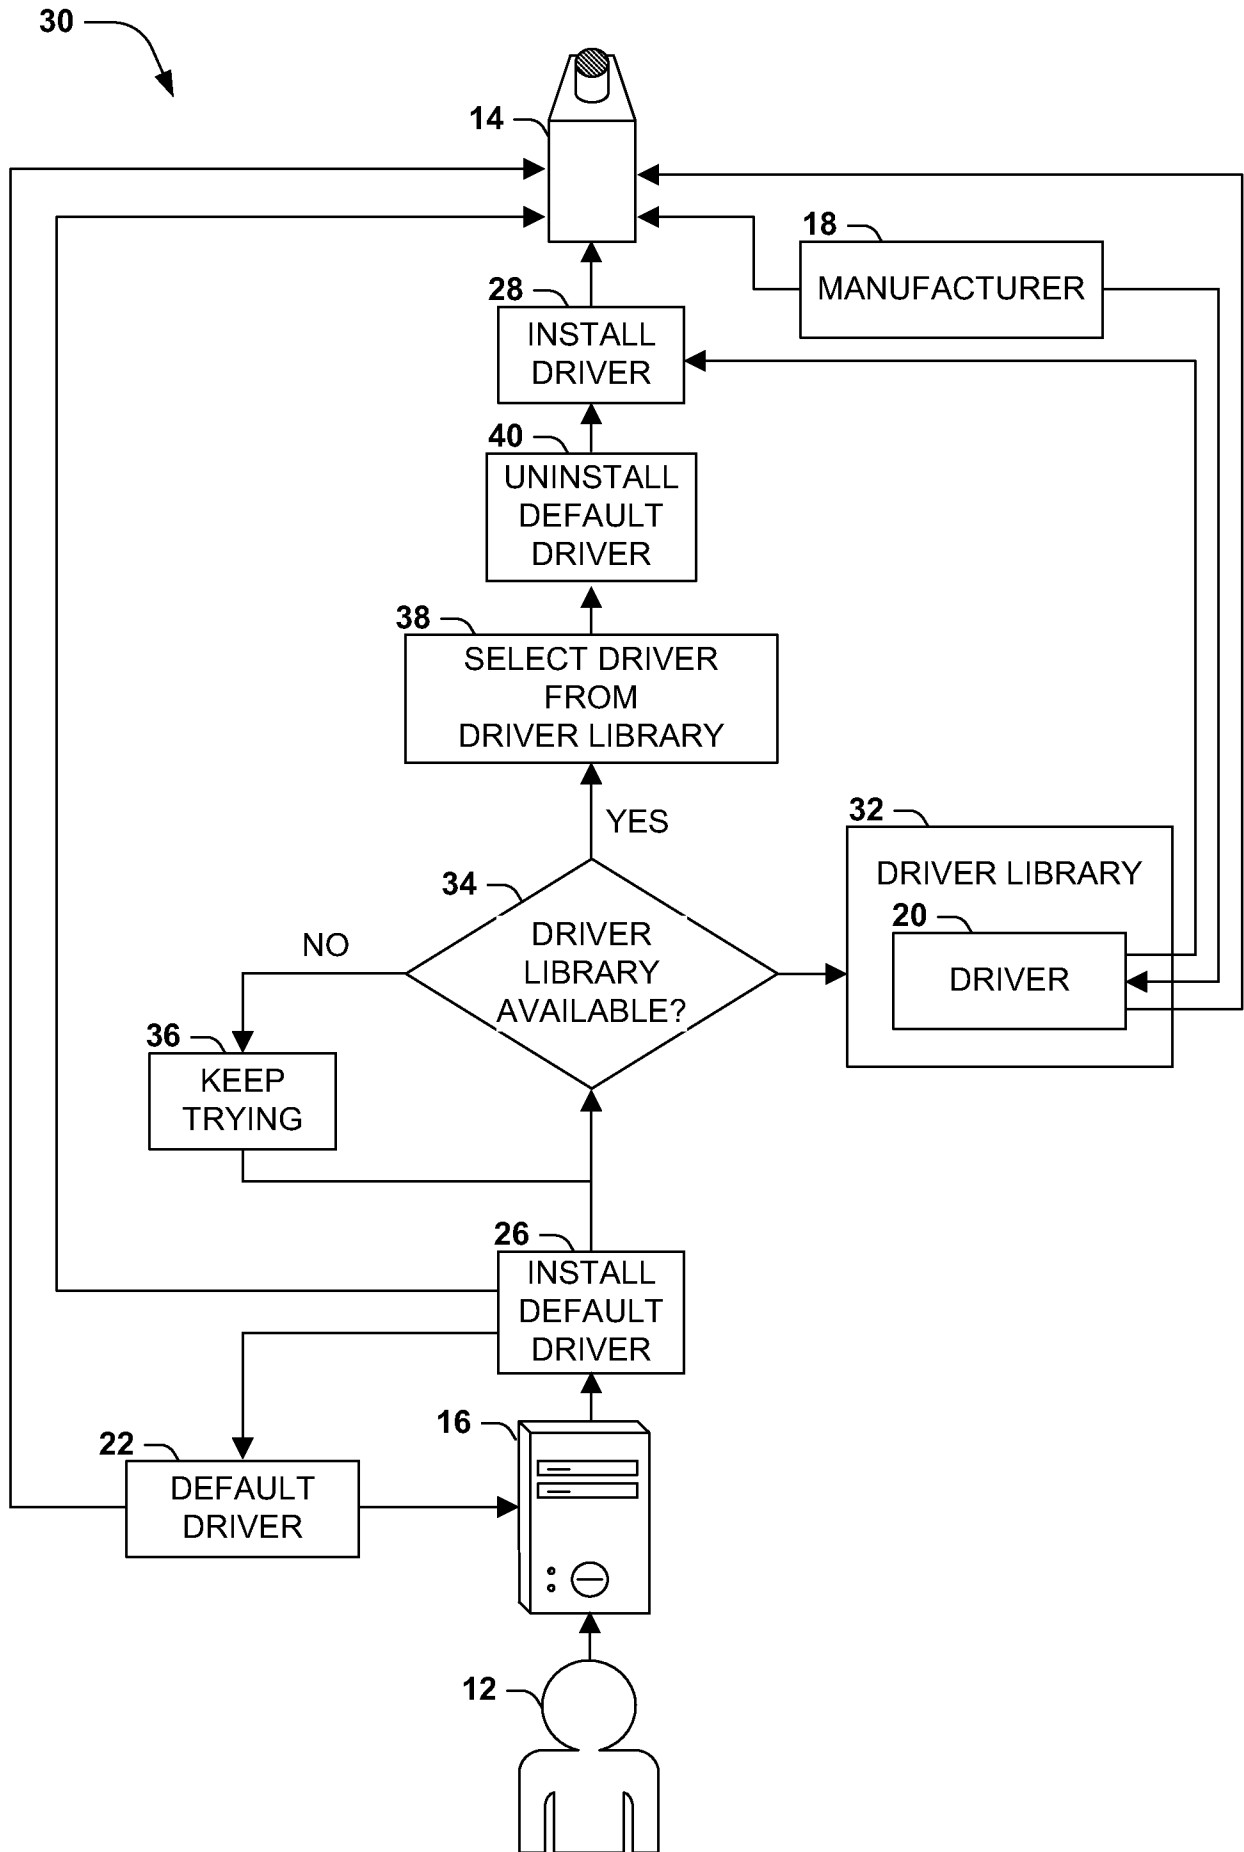 30
14
18
MANUFACTURER
28
INSTALL
DRIVER
40
UNINSTALL
DEFAULT
DRIVER
38
SELECT DRIVER
FROM
DRIVER LIBRARY
YES
32
DRIVER LIBRARY
20
DRIVER
34
DRIVER
LIBRARY
AVAILABLE?
NO
36
KEEP
TRYING
26
INSTALL
DEFAULT
DRIVER
16
22
DEFAULT
DRIVER
12